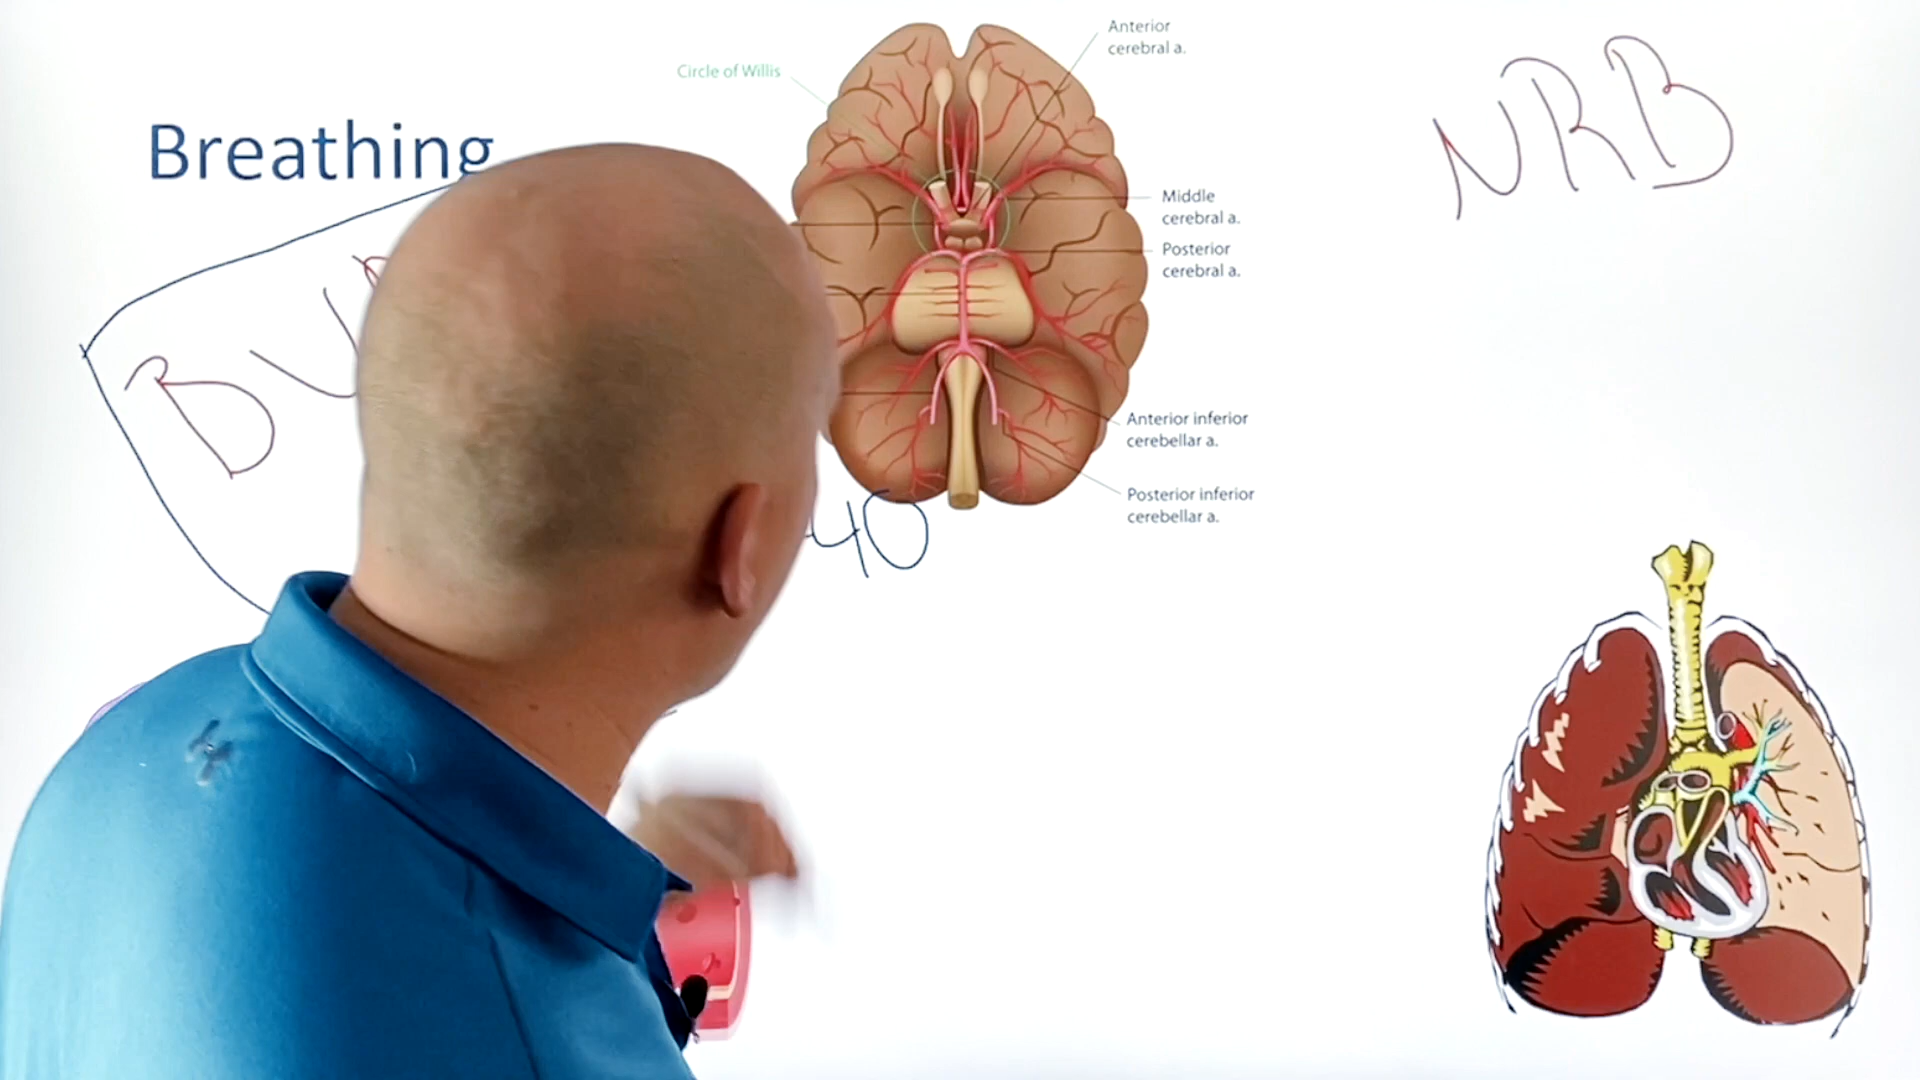 Anterior
cerebral a.
Circle of Willis
Breathing
NRB
Middle
cerebral a.
Posterior
cerebral a.
Anterior inferior
cerebellar a.
40
Posterior inferior
cerebellar a.